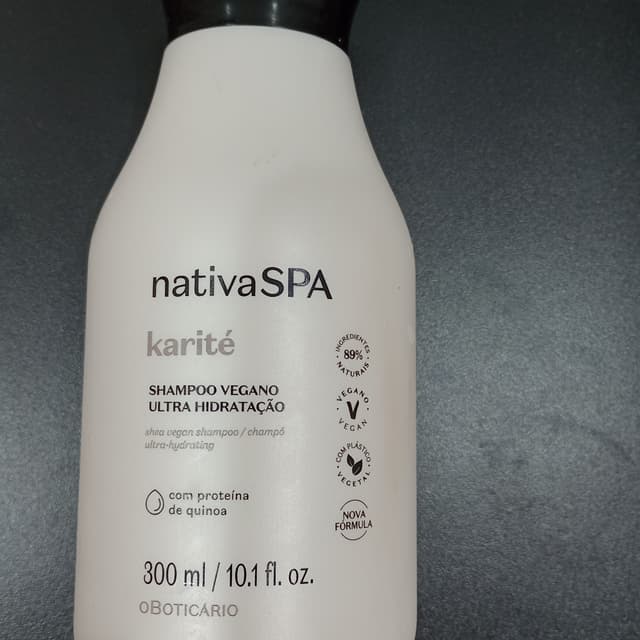 nativaSPA
karité
SHAMPOO VEGANO
ULTRA HIDRATAÇÃO
shea vegan shampoo / champô
ultra-hydrating
com proteína
de quinoa
300 ml / 10.1 fl. oz.
oBOTICÁRIO
INGREDIENTES
89%
NATURAIS
VEGANO
V
VEGAN
COM PLÁSTICO
VEGETAL
NOVA
FÓRMULA